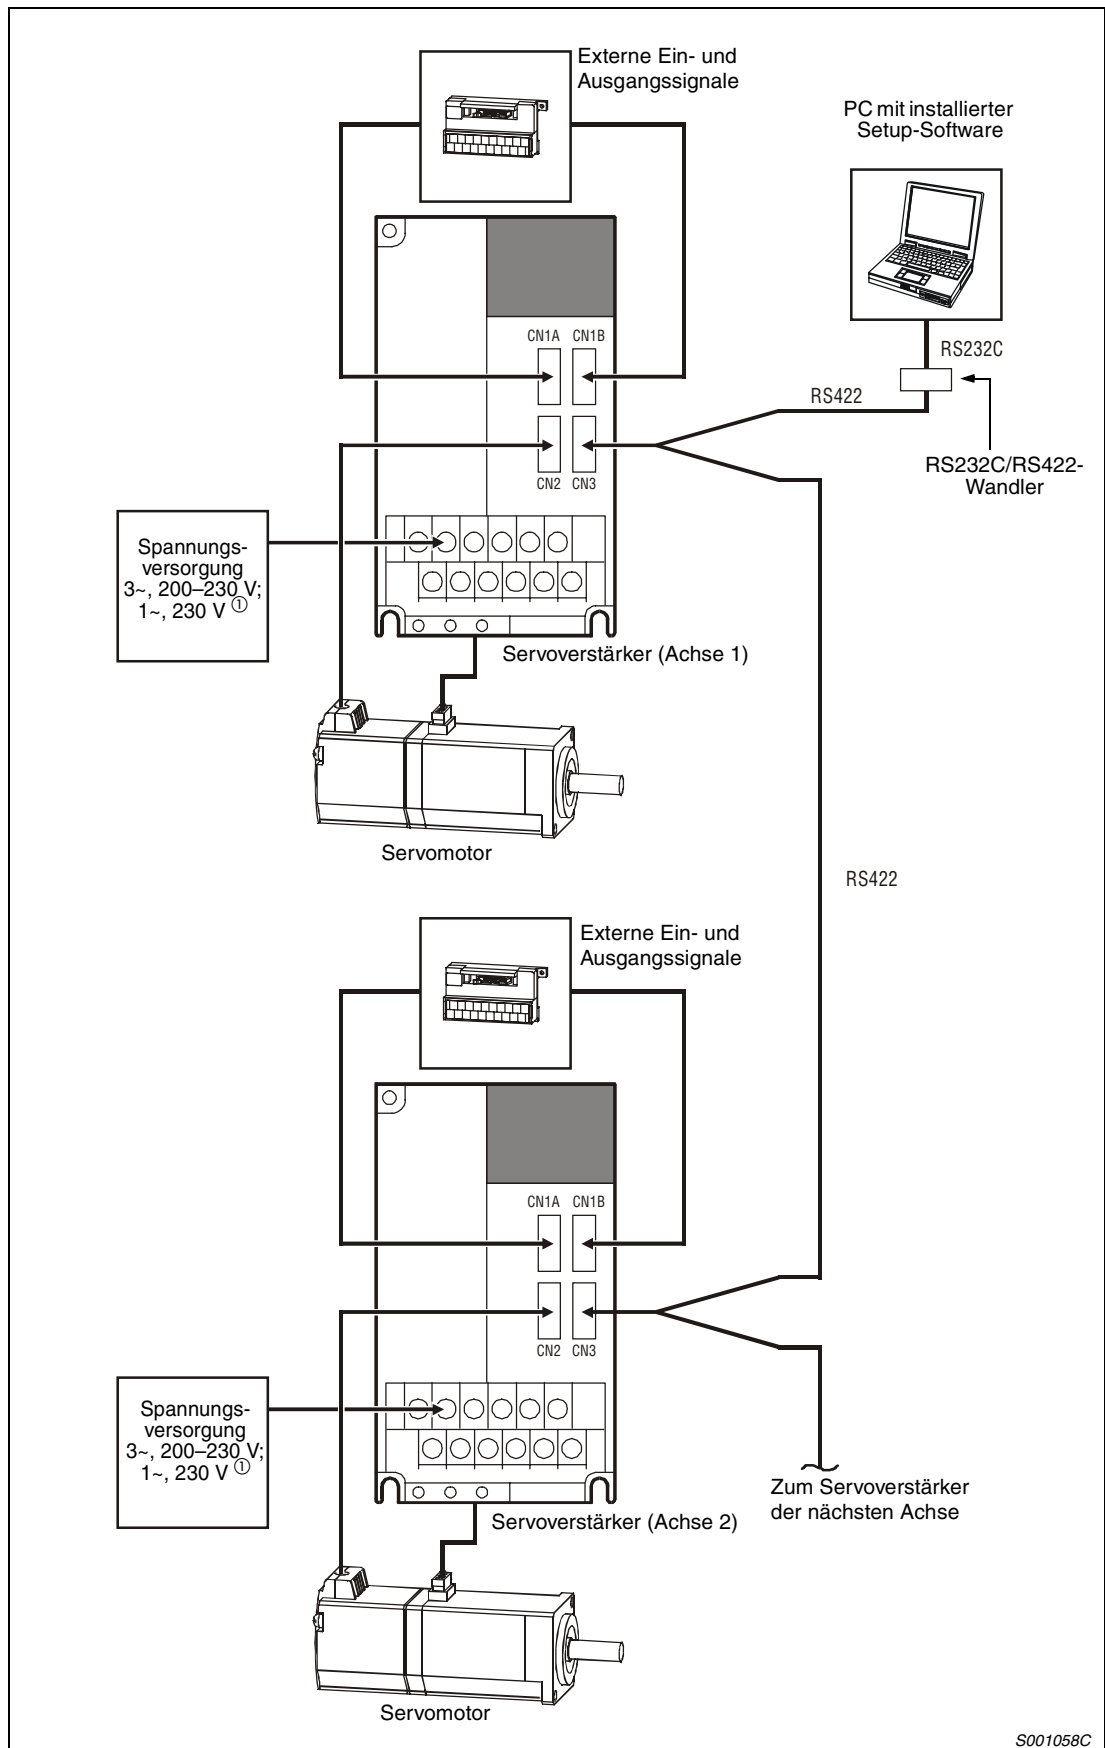 Externe Ein- und
Ausgangssignale
PC mit installierter
Setup-Software
CN1A CN1B
RS232C
RS422
RS232C/RS422-
Wandler
CN2 CN3
Spannungs-
versorgung
3~, 200–230 V;
1~, 230 V ①
Servoverstärker (Achse 1)
Servomotor
RS422
Externe Ein- und
Ausgangssignale
CN1A CN1B
CN2 CN3
Spannungs-
versorgung
3~, 200–230 V;
1~, 230 V ①
Zum Servoverstärker
der nächsten Achse
Servoverstärker (Achse 2)
Servomotor
S001058C